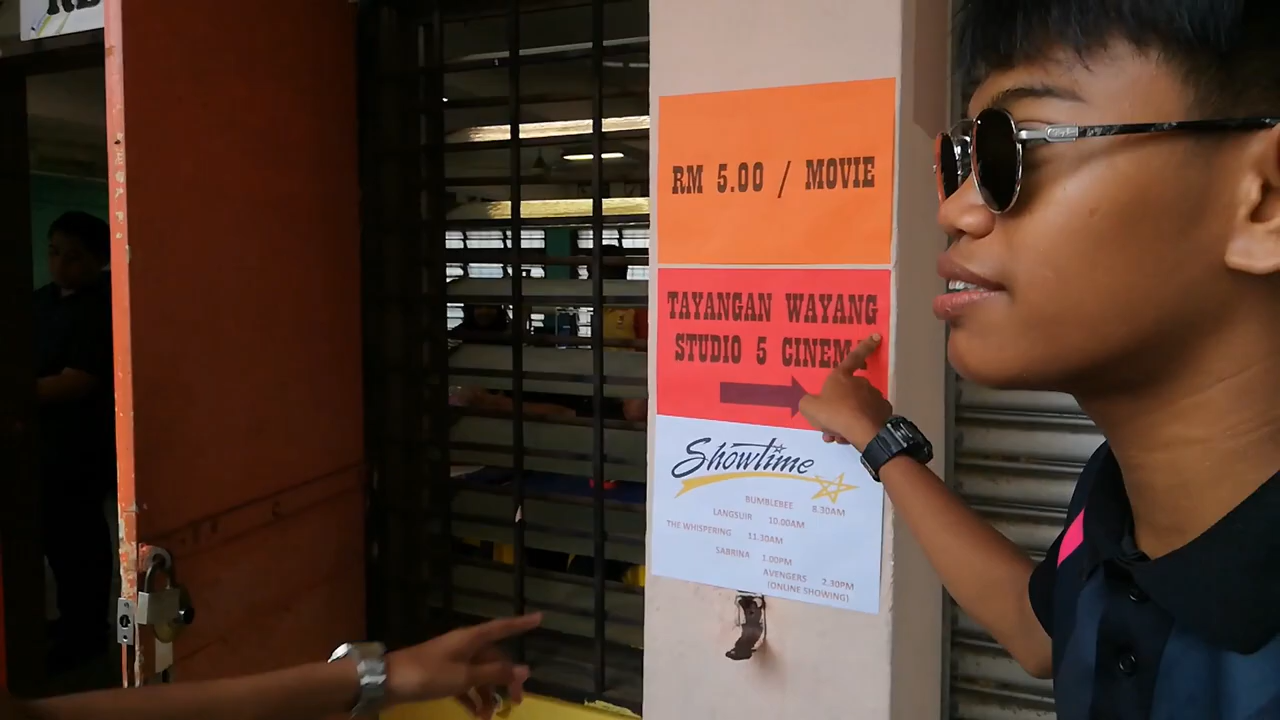 RM 5.00 / MOVIE
TAYANGAN WAYANG
STUDIO 5 CINEMA
Showtime
BUMBLEBEE 8.30AM
LANGSUIR 10.00AM
THE WHISPERING 11.30AM
SABRINA 1.00PM
AVENGERS 2.30PM
(ONLINE SHOWING)